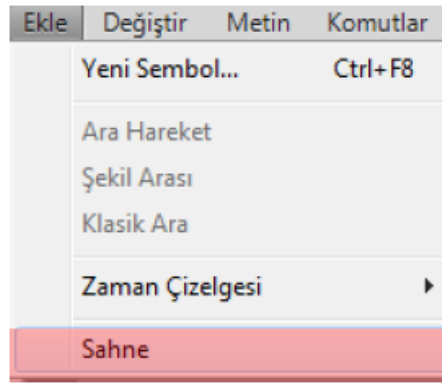 Ekle Değiştir Metin Komutlar
Yeni Sembol... Ctrl+F8
Ara Hareket
Şekil Arası
Klasik Ara
Zaman Çizelgesi
Sahne